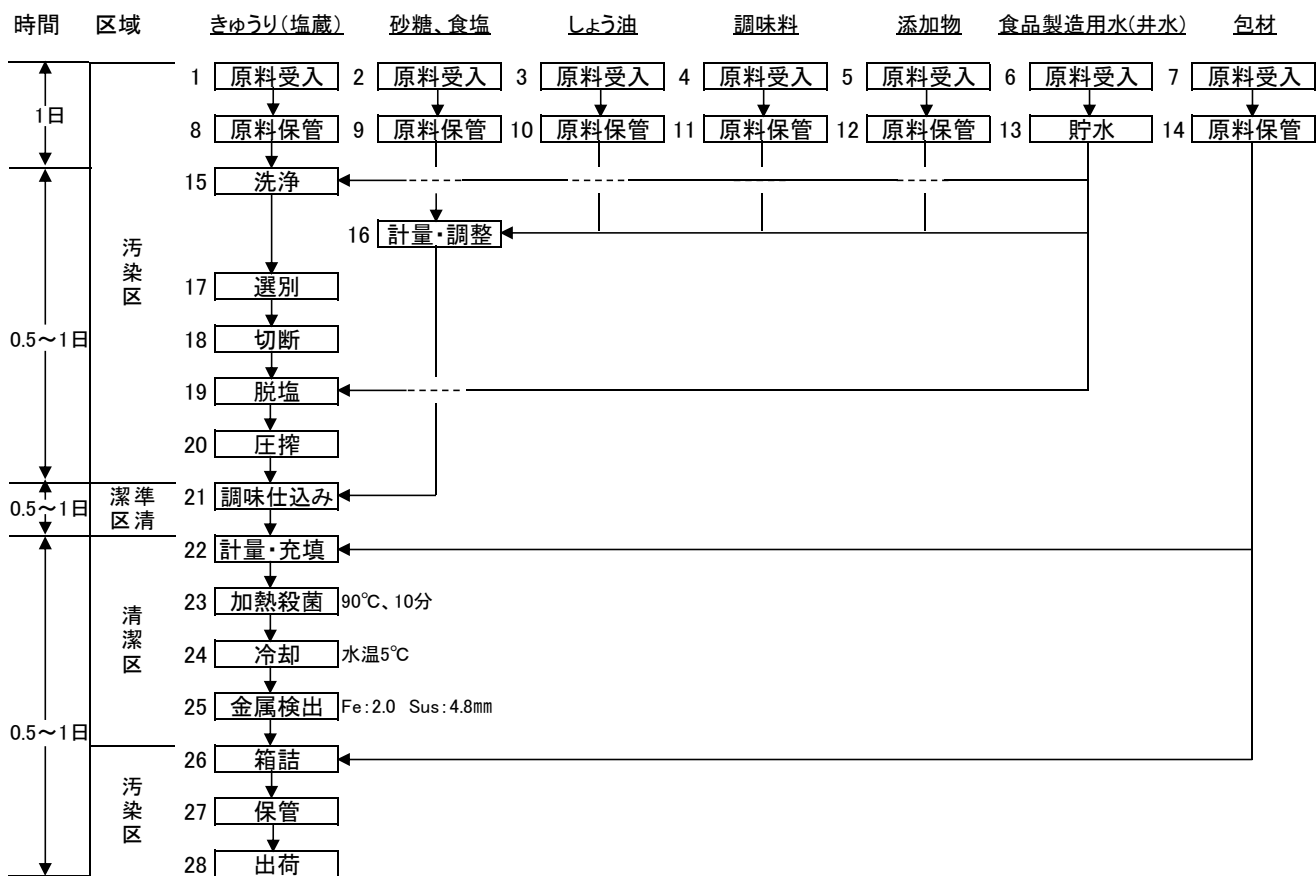 時間 区域 きゅうり(塩蔵) 砂糖、食塩 しょう油 調味料 添加物 食品製造用水(井水) 包材
1 原料受入 2 原料受入 3 原料受入 4 原料受入 5 原料受入 6 原料受入 7 原料受入
1日
8 原料保管 9 原料保管 10 原料保管 11 原料保管 12 原料保管 13 貯水 14 原料保管
15 洗浄
16 計量・調整
汚染区
17 選別
0.5~1日
18 切断
19 脱塩
20 圧搾
0.5~1日
準清潔区
21 調味仕込み
22 計量・充填
23 加熱殺菌 90℃、10分
清潔区
24 冷却 水温5℃
25 金属検出 Fe:2.0 Sus:4.8㎜
0.5~1日
26 箱詰
汚染区
27 保管
28 出荷